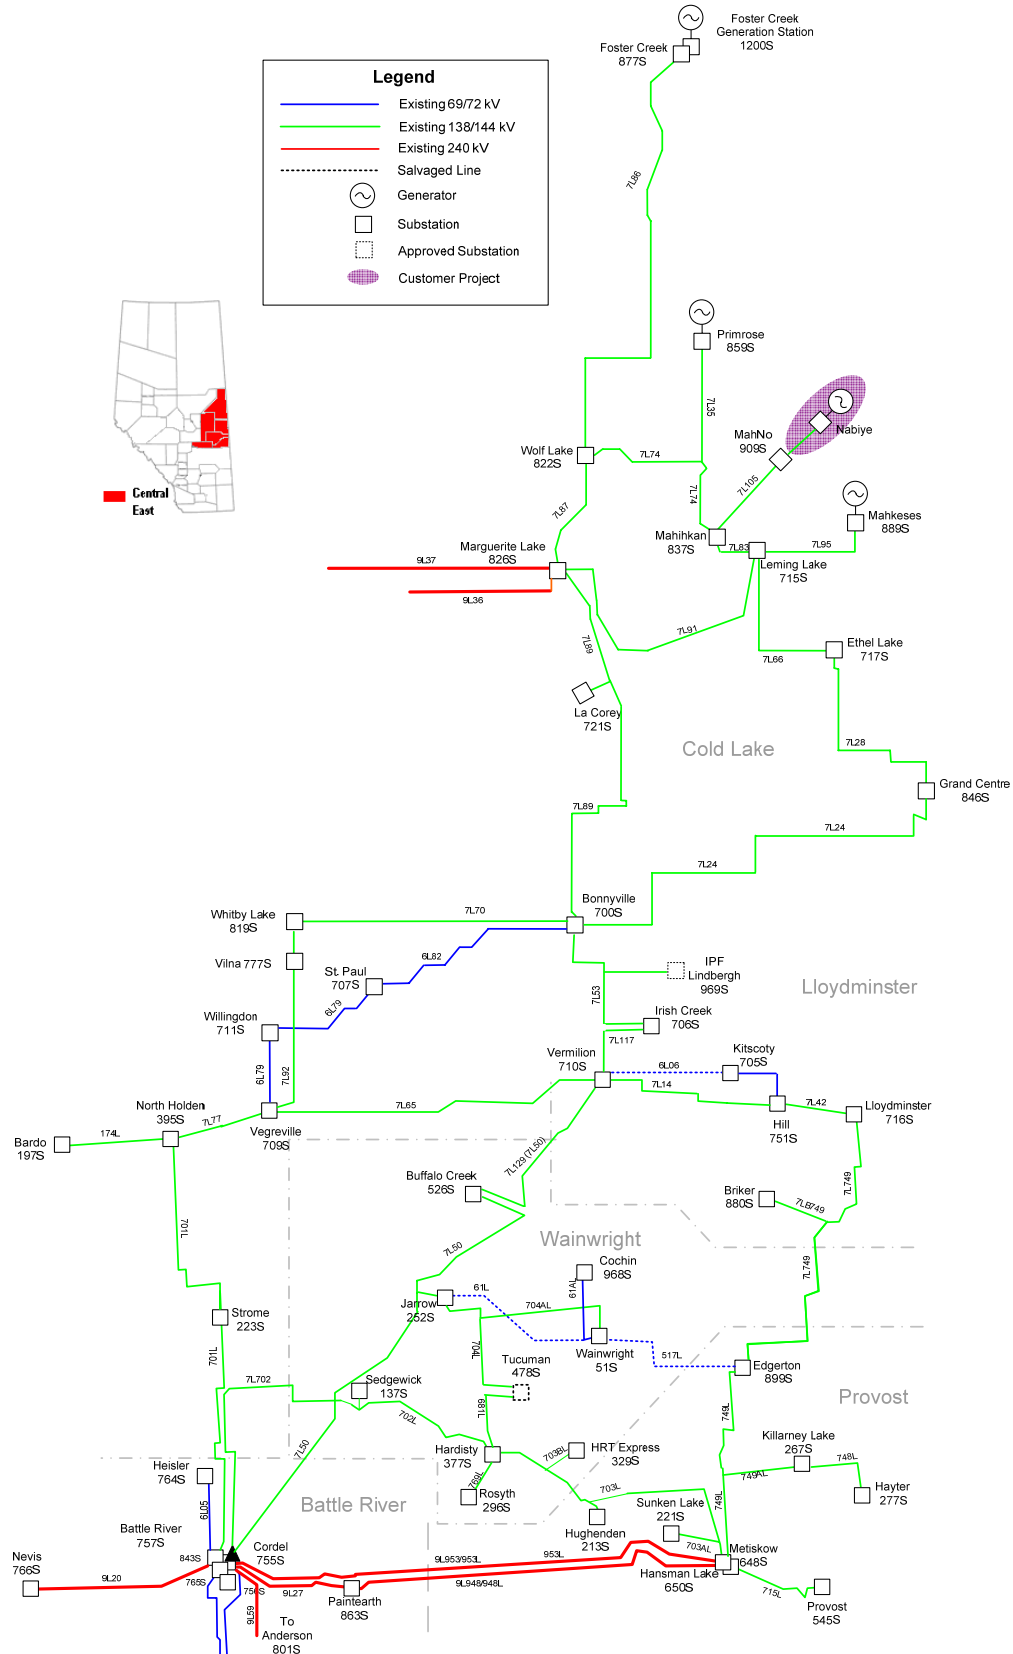 Foster Creek
Generation Station
1200S
Foster Creek
877S
Legend
Existing 69/72 kV
Existing 138/144 kV
Existing 240 kV
Salvaged Line
Generator
Substation
Approved Substation
Customer Project
7L86
Central
East
Primrose
859S
7L35
MahNo
909S
Nabiye
Wolf Lake
822S
7L74
7L74
7L105
7L87
Mahkeses
889S
Mahihkan
837S
7L83
7L95
Leming Lake
715S
Marguerite Lake
826S
9L37
9L36
7L91
7L89
7L66
Ethel Lake
717S
La Corey
721S
Cold Lake
7L28
Grand Centre
846S
7L89
7L24
7L24
Bonnyville
700S
Whitby Lake
819S
7L70
Vilna 777S
6L82
St. Paul
707S
IPF
Lindbergh
969S
Lloydminster
7L53
6L79
Willingdon
711S
Irish Creek
706S
7L117
Vermilion
710S
6L06
Kitscoty
705S
6L79
7L92
7L14
7L65
7L42
Lloydminster
716S
Hill
751S
North Holden
395S
7L77
Vegreville
709S
174L
Bardo
197S
7L129 (7L50)
Buffalo Creek
526S
Briker
880S
7LB749
7L749
701L
7L50
Wainwright
Cochin
968S
7L749
61L
61AL
704AL
Jarrow
252S
Strome
223S
Wainwright
51S
517L
704L
Tucuman
478S
Edgerton
899S
701L
7L702
Sedgewick
137S
702L
681L
749L
Provost
7L50
Hardisty
377S
703BL
HRT Express
329S
Killarney Lake
267S
749AL
748L
Hayter
277S
Heisler
764S
769L
Rosyth
296S
703L
749L
Sunken Lake
221S
Battle River
6L05
Hughenden
213S
703AL
Battle River
757S
Cordel
755S
843S
Metiskow
648S
Nevis
766S
9L20
765S
756S
9L27
9L953/953L
953L
9L948/948L
Hansman Lake
650S
Paintearth
863S
715L
Provost
545S
9L59
To
Anderson
801S